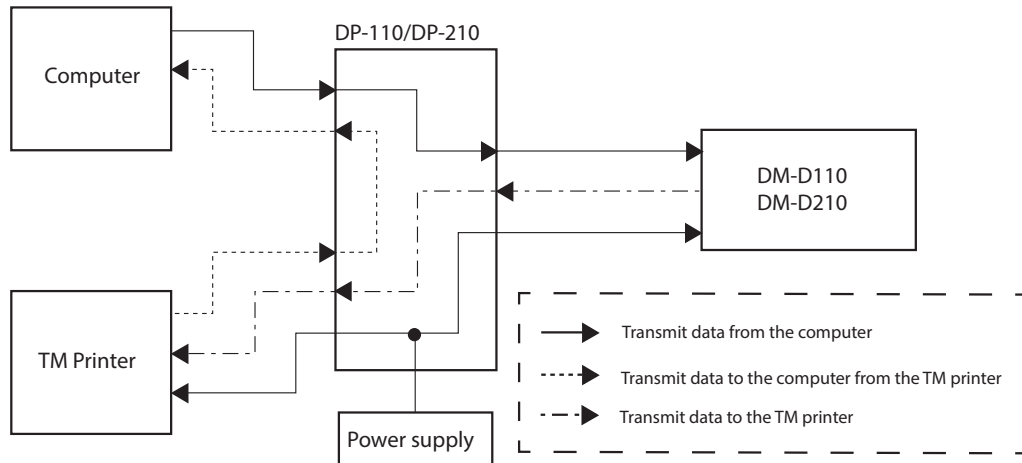 DP-110/DP-210
Computer
DM-D110
DM-D210
TM Printer
Power supply
Transmit data from the computer
Transmit data to the computer from the TM printer
Transmit data to the TM printer